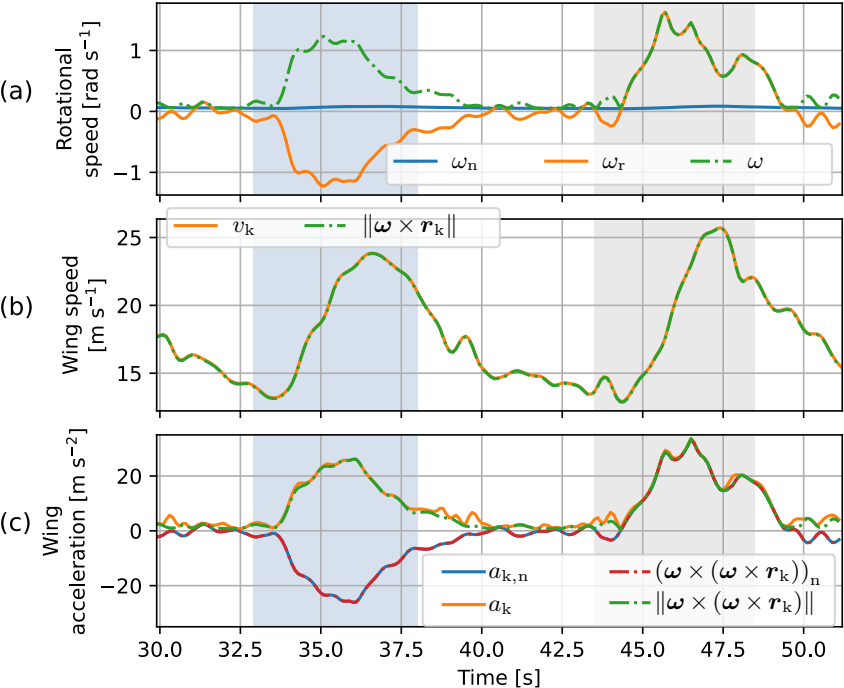 (a)
Rotational
speed [rad s⁻¹]
1
0
−1
ωₙ
ωᵣ
ω
(b)
Wing speed
[m s⁻¹]
25
20
15
vₖ
‖ω × rₖ‖
(c)
Wing
acceleration [m s⁻²]
20
0
−20
aₖ,ₙ
(ω × (ω × rₖ))ₙ
aₖ
‖ω × (ω × rₖ)‖
30.0 32.5 35.0 37.5 40.0 42.5 45.0 47.5 50.0
Time [s]